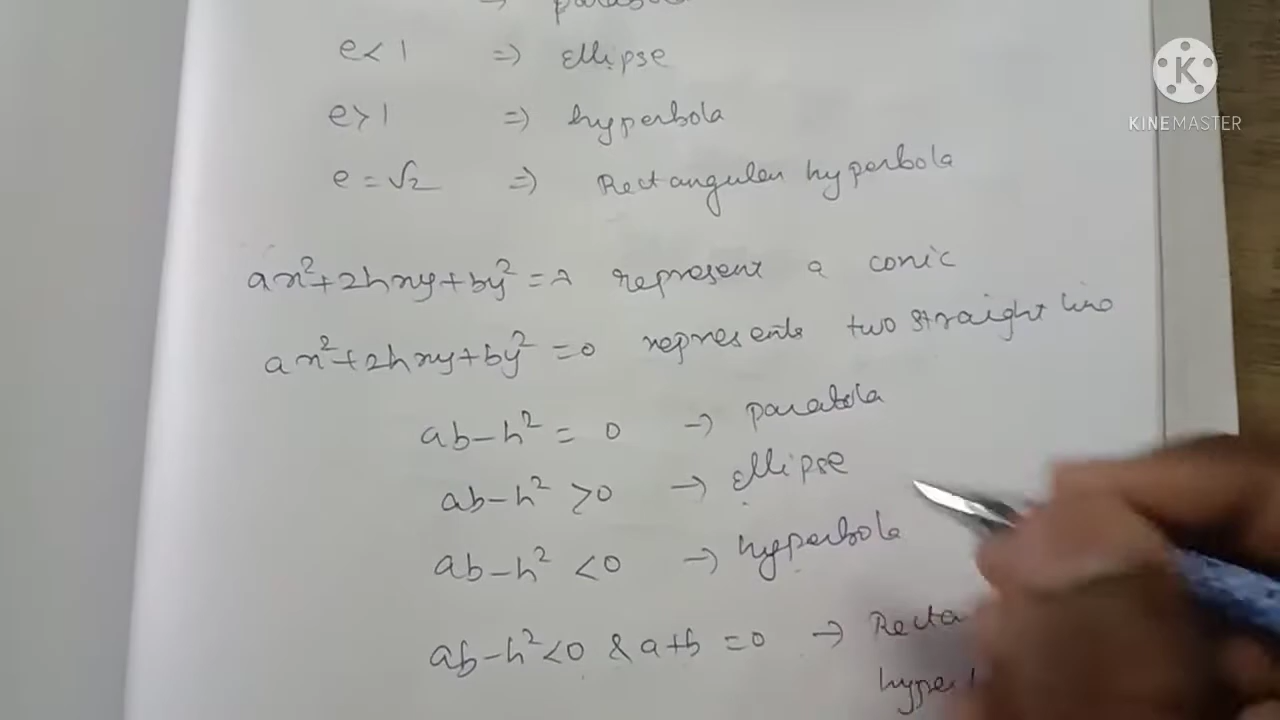 e<1 => ellipse
K
KINEMASTER
e>1 => hyperbola
e=√2 => Rectangular hyperbola
ax²+2hxy+by²=λ represent a conic
ax²+2hxy+by²=0 represents two straight line
ab-h²=0 → parabola
ab-h²>0 → ellipse
ab-h²<0 → hyperbola
ab-h²<0 & a+b=0 →